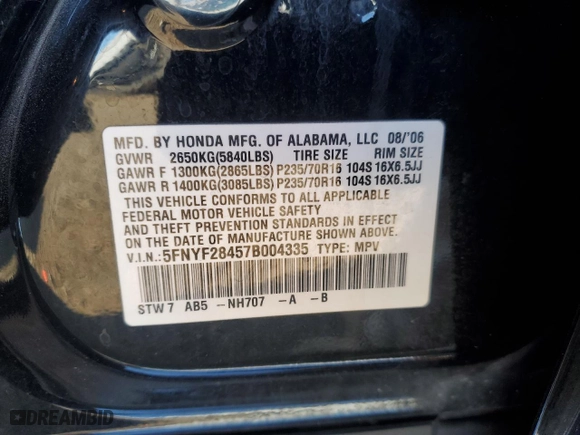 MFD. BY HONDA MFG. OF ALABAMA, LLC 08/'06
GVWR 2650KG(5840LBS) TIRE SIZE RIM SIZE
GAWR F 1300KG(2865LBS) P235/70R16 104S 16X6.5JJ
GAWR R 1400KG(3085LBS) P235/70R16 104S 16X6.5JJ
THIS VEHICLE CONFORMS TO ALL APPLICABLE
FEDERAL MOTOR VEHICLE SAFETY
AND THEFT PREVENTION STANDARDS IN EFFECT
ON THE DATE OF MANUFACTURE SHOWN ABOVE.
V.I.N.:5FNYF28457B004335 TYPE: MPV
STW7 AB5 -NH707 -A -B
DREAMBID